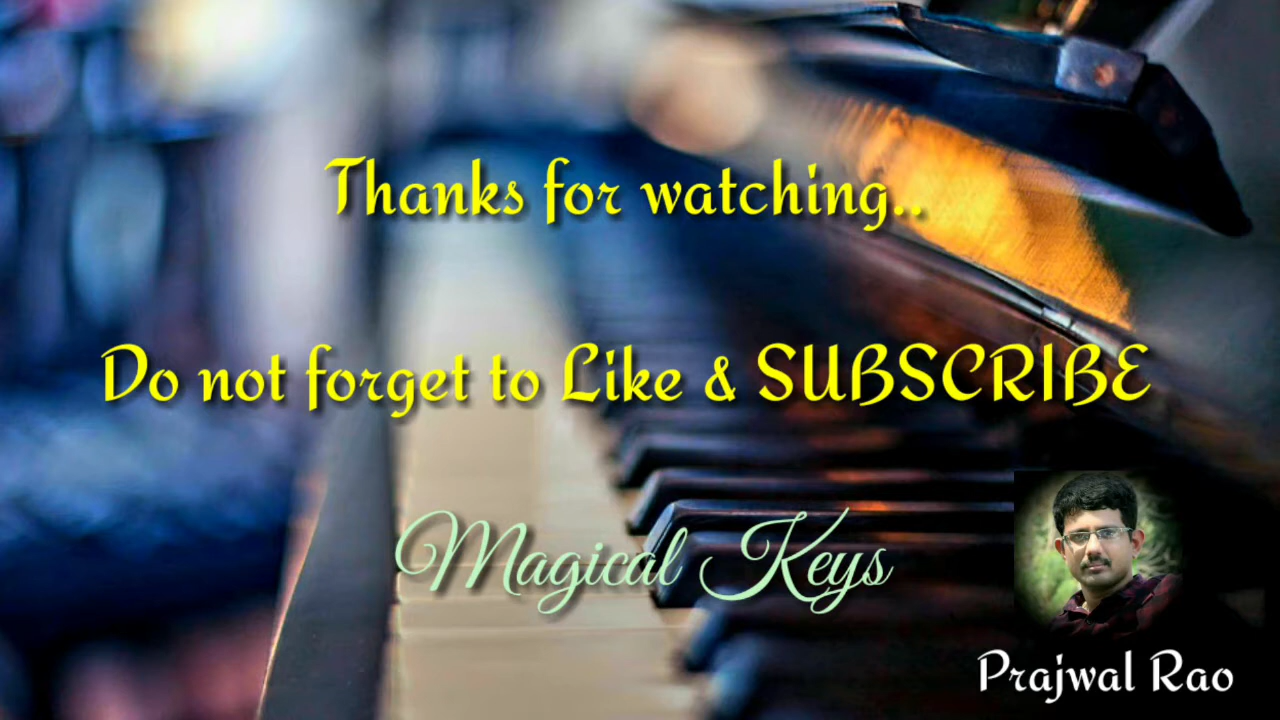 Thanks for watching..
Do not forget to Like & SUBSCRIBE
Magical Keys
Prajwal Rao